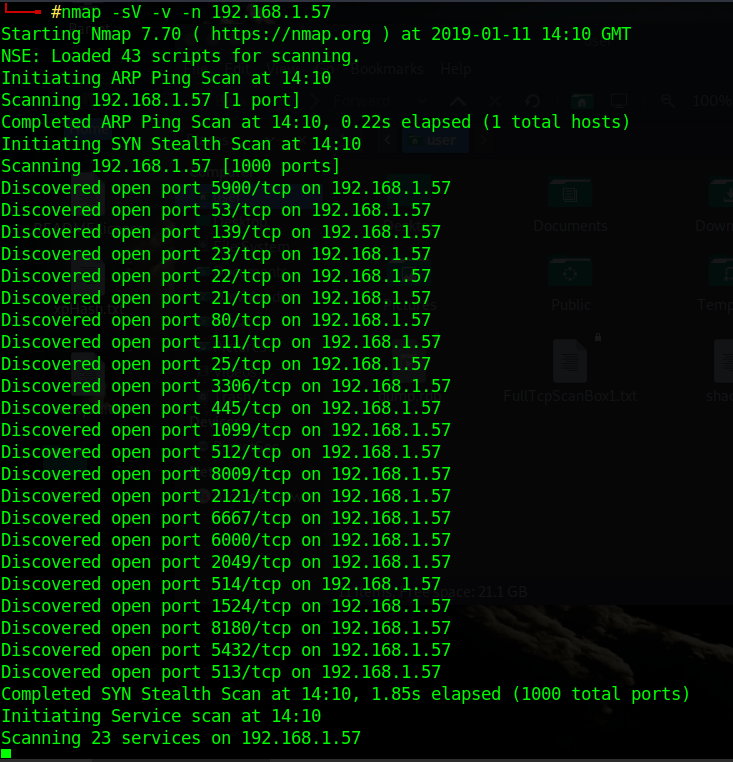 #nmap -sV -v -n 192.168.1.57
Starting Nmap 7.70 ( https://nmap.org ) at 2019-01-11 14:10 GMT
NSE: Loaded 43 scripts for scanning.
Initiating ARP Ping Scan at 14:10
Scanning 192.168.1.57 [1 port]
Completed ARP Ping Scan at 14:10, 0.22s elapsed (1 total hosts)
Initiating SYN Stealth Scan at 14:10
Scanning 192.168.1.57 [1000 ports]
Discovered open port 5900/tcp on 192.168.1.57
Discovered open port 53/tcp on 192.168.1.57
Discovered open port 139/tcp on 192.168.1.57
Discovered open port 23/tcp on 192.168.1.57
Discovered open port 22/tcp on 192.168.1.57
Discovered open port 21/tcp on 192.168.1.57
Discovered open port 80/tcp on 192.168.1.57
Discovered open port 111/tcp on 192.168.1.57
Discovered open port 25/tcp on 192.168.1.57
Discovered open port 3306/tcp on 192.168.1.57
Discovered open port 445/tcp on 192.168.1.57
Discovered open port 1099/tcp on 192.168.1.57
Discovered open port 512/tcp on 192.168.1.57
Discovered open port 8009/tcp on 192.168.1.57
Discovered open port 2121/tcp on 192.168.1.57
Discovered open port 6667/tcp on 192.168.1.57
Discovered open port 6000/tcp on 192.168.1.57
Discovered open port 2049/tcp on 192.168.1.57
Discovered open port 514/tcp on 192.168.1.57
Discovered open port 1524/tcp on 192.168.1.57
Discovered open port 8180/tcp on 192.168.1.57
Discovered open port 5432/tcp on 192.168.1.57
Discovered open port 513/tcp on 192.168.1.57
Completed SYN Stealth Scan at 14:10, 1.85s elapsed (1000 total ports)
Initiating Service scan at 14:10
Scanning 23 services on 192.168.1.57
Bookmarks Help
100%
user
Documents
Public
FullTcpScanBox1.txt
space: 21.1 GB